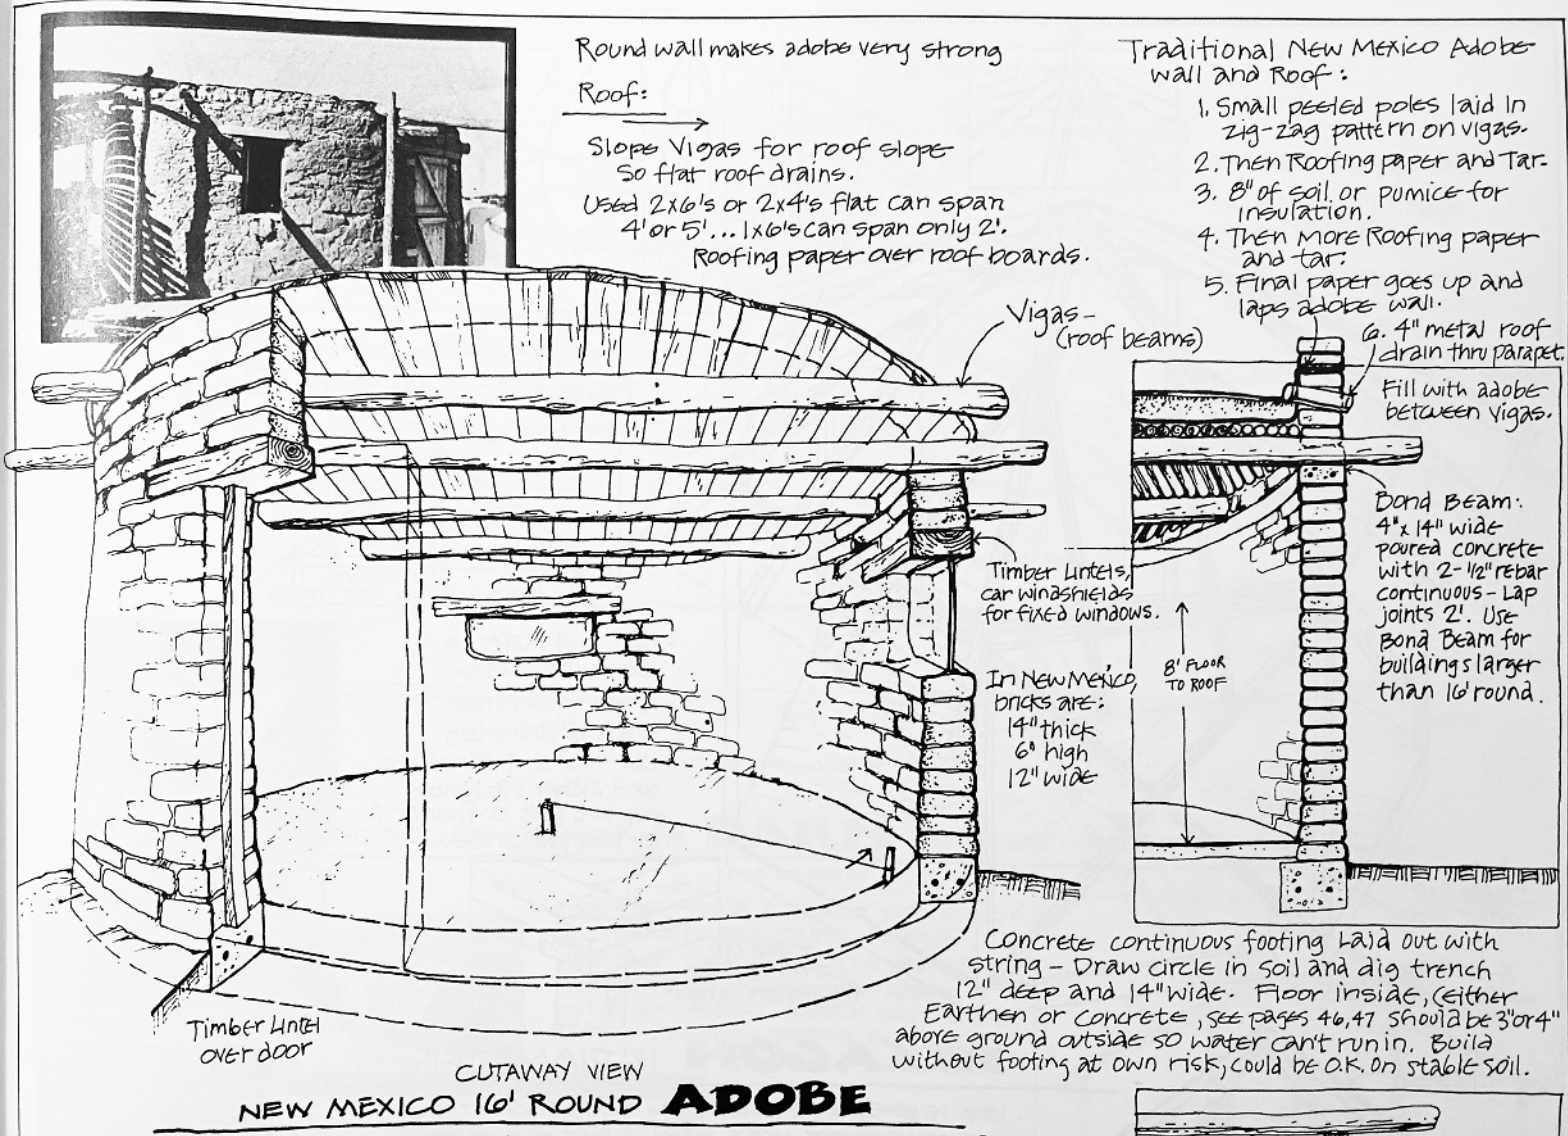 Round wall makes adobe very strong
Roof:
Slope Vigas for roof slope
So flat roof drains.
Used 2x6's or 2x4's flat can span
4' or 5'... 1x6's can span only 2'.
Roofing paper over roof boards.
Traditional New Mexico Adobe
wall and Roof:
1. Small peeled poles laid in
zig-zag pattern on vigas.
2. Then Roofing paper and Tar.
3. 8" of soil or pumice for
insulation.
4. Then more Roofing paper
and tar.
5. Final paper goes up and
laps adobe wall.
6. 4" metal roof
drain thru parapet.
Vigas-
(roof beams)
Fill with adobe
between vigas.
Bond Beam:
4" x 14" wide
poured concrete
with 2-1/2" rebar
continuous - Lap
joints 2'. Use
Bond Beam for
buildings larger
than 16' round.
Timber Lintels,
car windshields
for fixed windows.
8' FLOOR
TO ROOF
In New Mexico,
bricks are:
14" thick
6" high
12" wide
Concrete continuous footing Laid out with
string - Draw circle in soil and dig trench
12" deep and 14" wide. Floor inside, (either
Earthen or concrete, see pages 46,47 should be 3" or 4"
above ground outside so water can't run in. Build
without footing at own risk, could be O.K. on stable soil.
Timber Lintel
over door
CUTAWAY VIEW
NEW MEXICO 16' ROUND ADOBE